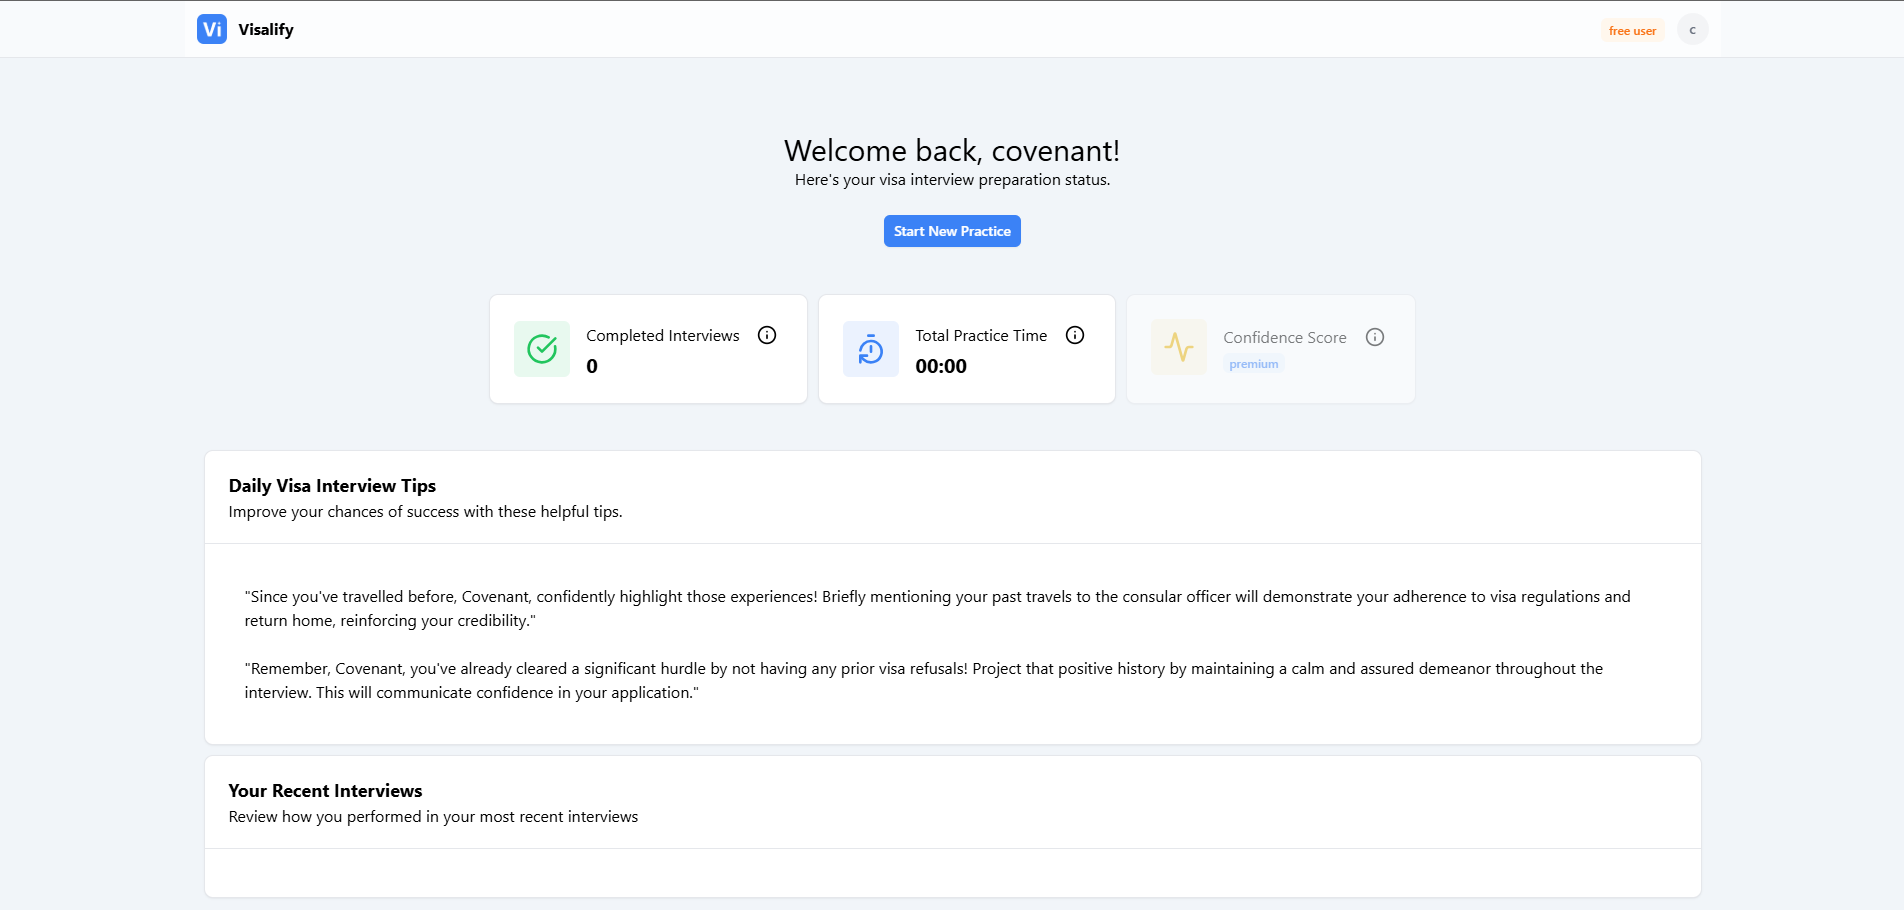 Vi Visalify
free user
c
Welcome back, covenant!
Here's your visa interview preparation status.
Start New Practice
Completed Interviews
0
Total Practice Time
00:00
Confidence Score
premium
Daily Visa Interview Tips
Improve your chances of success with these helpful tips.
"Since you've travelled before, Covenant, confidently highlight those experiences! Briefly mentioning your past travels to the consular officer will demonstrate your adherence to visa regulations and
return home, reinforcing your credibility."
"Remember, Covenant, you've already cleared a significant hurdle by not having any prior visa refusals! Project that positive history by maintaining a calm and assured demeanor throughout the
interview. This will communicate confidence in your application."
Your Recent Interviews
Review how you performed in your most recent interviews